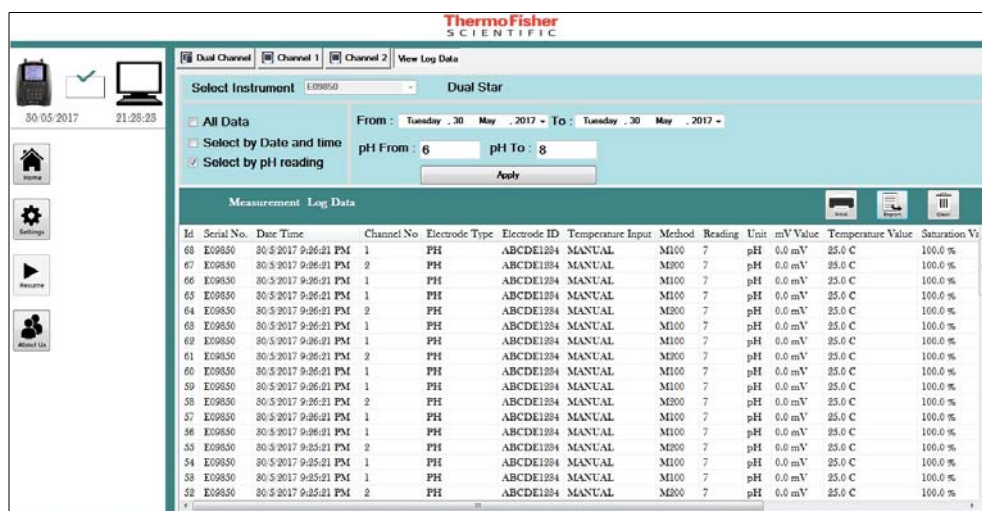 ThermoFisher
SCIENTIFIC
Dual Channel Channel 1 Channel 2 View Log Data
Select Instrument E09850 Dual Star
30/05/2017 21:28:23
All Data
From : Tuesday , 30 May , 2017 To : Tuesday , 30 May , 2017
Select by Date and time
pH From : 6 pH To : 8
Select by pH reading
Apply
Home
Measurement Log Data
Print Export Clear
Settings
Id Serial No. Date Time Channel No Electrode Type Electrode ID Temperature Input Method Reading Unit mV Value Temperature Value Saturation Va
68 E09850 30/5/2017 9:26:21 PM 1 PH ABCDE1234 MANUAL M100 7 pH 0.0 mV 25.0 C 100.0 %
67 E09850 30/5/2017 9:26:21 PM 2 PH ABCDE1234 MANUAL M200 7 pH 0.0 mV 25.0 C 100.0 %
66 E09850 30/5/2017 9:26:21 PM 1 PH ABCDE1234 MANUAL M100 7 pH 0.0 mV 25.0 C 100.0 %
65 E09850 30/5/2017 9:26:21 PM 1 PH ABCDE1234 MANUAL M100 7 pH 0.0 mV 25.0 C 100.0 %
64 E09850 30/5/2017 9:26:21 PM 2 PH ABCDE1234 MANUAL M200 7 pH 0.0 mV 25.0 C 100.0 %
63 E09850 30/5/2017 9:26:21 PM 1 PH ABCDE1234 MANUAL M100 7 pH 0.0 mV 25.0 C 100.0 %
62 E09850 30/5/2017 9:26:21 PM 1 PH ABCDE1234 MANUAL M100 7 pH 0.0 mV 25.0 C 100.0 %
61 E09850 30/5/2017 9:26:21 PM 2 PH ABCDE1234 MANUAL M200 7 pH 0.0 mV 25.0 C 100.0 %
60 E09850 30/5/2017 9:26:21 PM 1 PH ABCDE1234 MANUAL M100 7 pH 0.0 mV 25.0 C 100.0 %
59 E09850 30/5/2017 9:26:21 PM 1 PH ABCDE1234 MANUAL M100 7 pH 0.0 mV 25.0 C 100.0 %
58 E09850 30/5/2017 9:26:21 PM 2 PH ABCDE1234 MANUAL M200 7 pH 0.0 mV 25.0 C 100.0 %
57 E09850 30/5/2017 9:26:21 PM 1 PH ABCDE1234 MANUAL M100 7 pH 0.0 mV 25.0 C 100.0 %
56 E09850 30/5/2017 9:26:21 PM 1 PH ABCDE1234 MANUAL M100 7 pH 0.0 mV 25.0 C 100.0 %
55 E09850 30/5/2017 9:25:21 PM 2 PH ABCDE1234 MANUAL M200 7 pH 0.0 mV 25.0 C 100.0 %
54 E09850 30/5/2017 9:25:21 PM 1 PH ABCDE1234 MANUAL M100 7 pH 0.0 mV 25.0 C 100.0 %
53 E09850 30/5/2017 9:25:21 PM 1 PH ABCDE1234 MANUAL M100 7 pH 0.0 mV 25.0 C 100.0 %
52 E09850 30/5/2017 9:25:21 PM 2 PH ABCDE1234 MANUAL M200 7 pH 0.0 mV 25.0 C 100.0 %
Resume
About Us